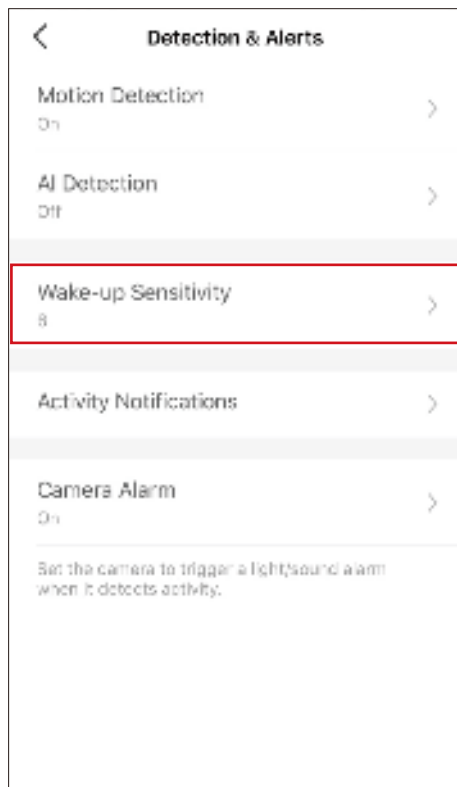 Detection & Alerts
Motion Detection
On
AI Detection
Off
Wake-up Sensitivity
Activity Notifications
Camera Alarm
On
Set the camera to trigger a light/sound alarm
when it detects activity.